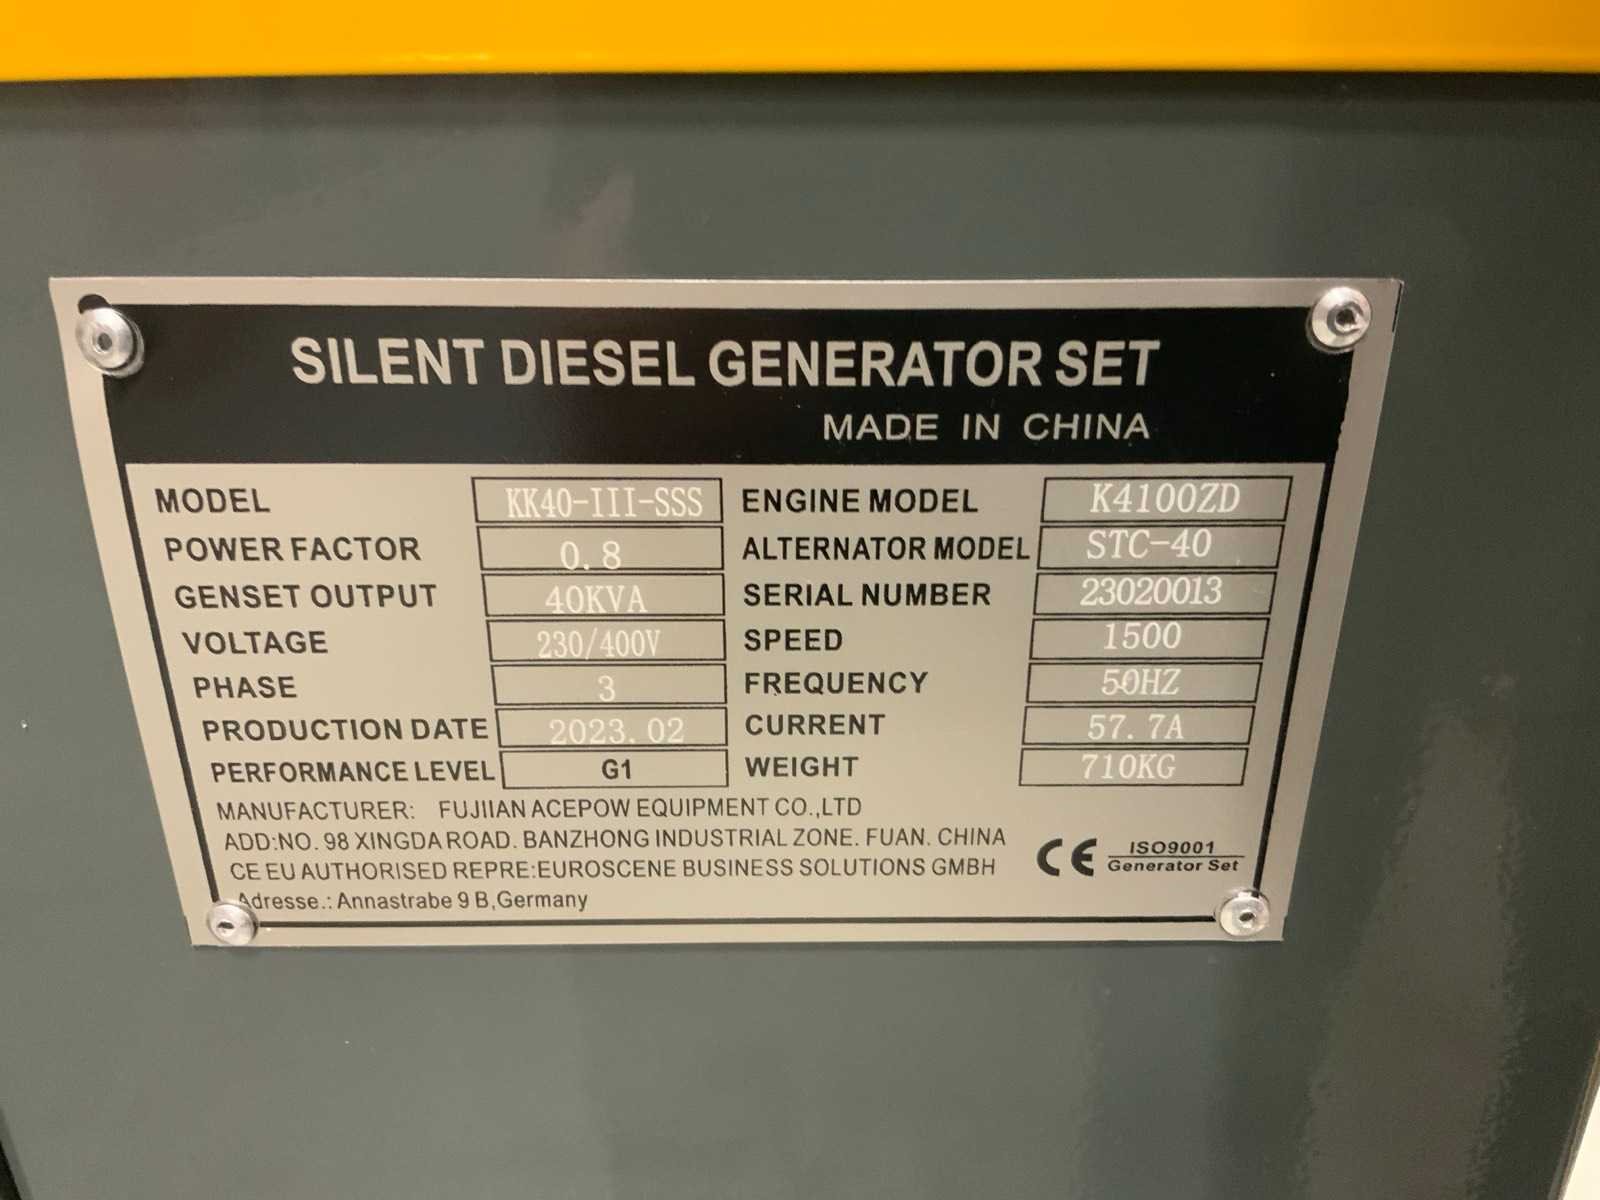 SILENT DIESEL GENERATOR SET
MADE IN CHINA
MODEL KK40-III-SSS ENGINE MODEL K4100ZD
POWER FACTOR 0.8 ALTERNATOR MODEL STC-40
GENSET OUTPUT 40KVA SERIAL NUMBER 23020013
VOLTAGE 230/400V SPEED 1500
PHASE 3 FREQUENCY 50HZ
PRODUCTION DATE 2023.02 CURRENT 57.7A
PERFORMANCE LEVEL G1 WEIGHT 710KG
MANUFACTURER: FUJIIAN ACEPOW EQUIPMENT CO.,LTD
ADD:NO. 98 XINGDA ROAD. BANZHONG INDUSTRIAL ZONE. FUAN. CHINA
CE EU AUTHORISED REPRE:EUROSCENE BUSINESS SOLUTIONS GMBH
Adresse.: Annastrabe 9 B,Germany
CE ISO9001
Generator Set